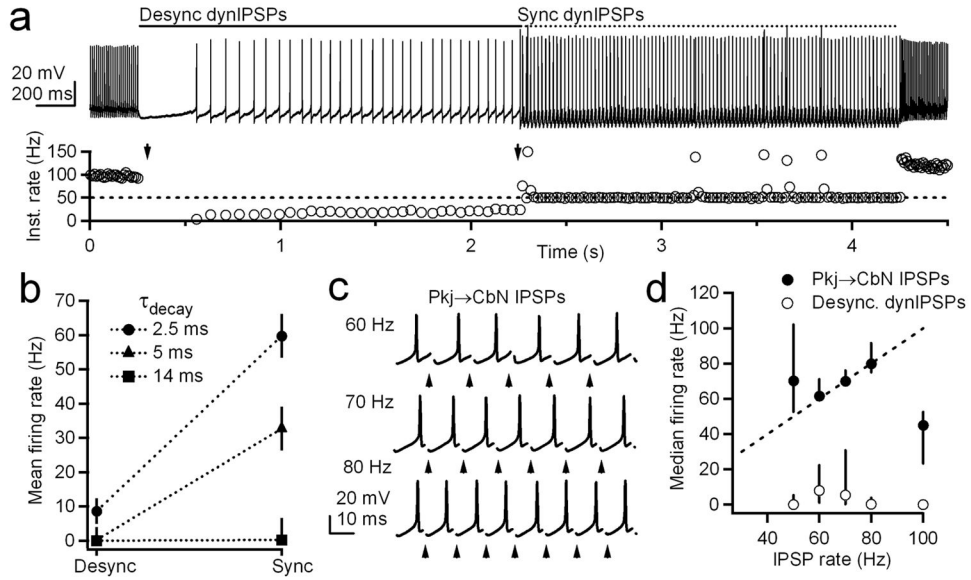 a
Desync dynIPSPs
Sync dynIPSPs
20 mV
200 ms
Inst. rate (Hz)
150
100
50
0
0
1
2
3
4
Time (s)
b
Mean firing rate (Hz)
70
60
50
40
30
20
10
0
τdecay
2.5 ms
5 ms
14 ms
Desync
Sync
c
Pkj→CbN IPSPs
60 Hz
70 Hz
80 Hz
20 mV
10 ms
d
Pkj→CbN IPSPs
Desync. dynIPSPs
Median firing rate (Hz)
120
100
80
60
40
20
0
40
60
80
100
IPSP rate (Hz)